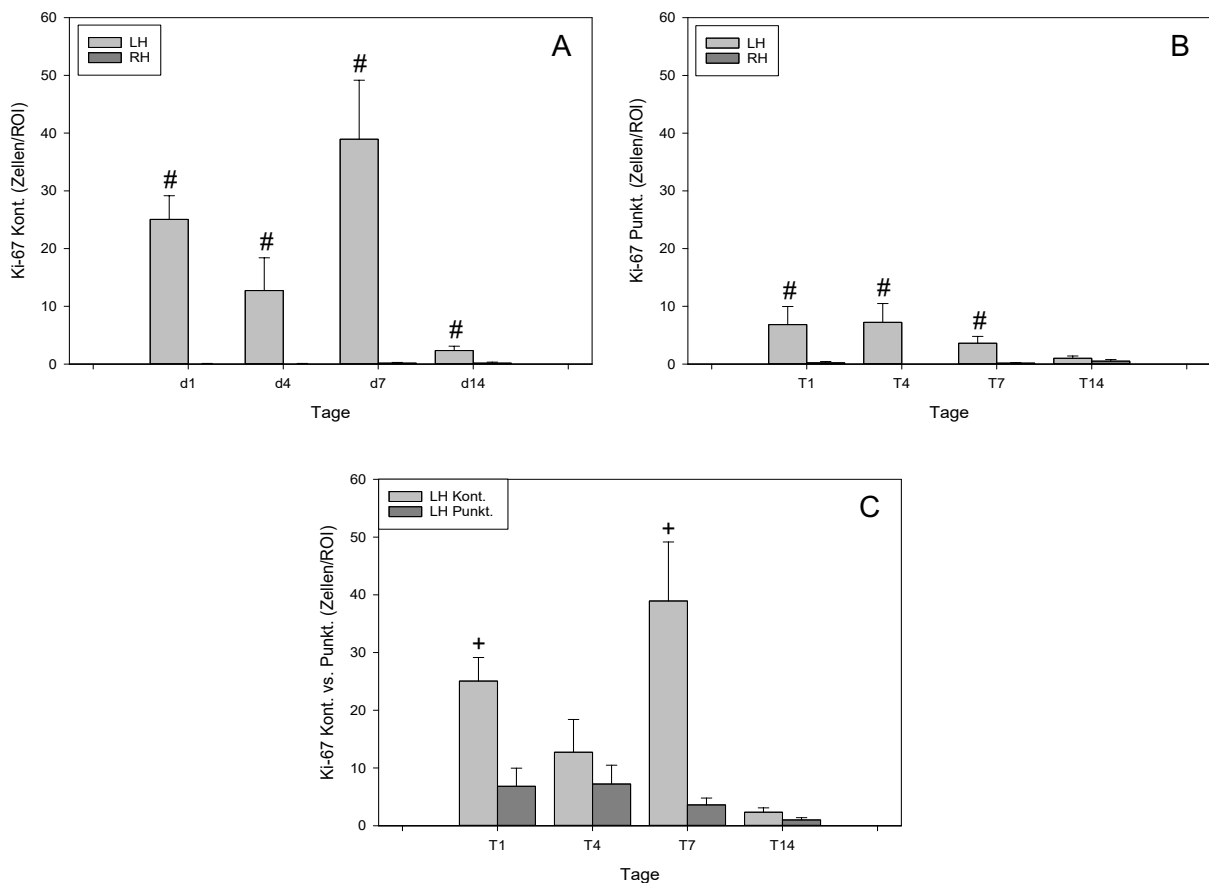 A
LH
RH
Ki-67 Kont. (Zellen/ROI)
60
50
40
30
20
10
0
#
#
#
#
d1
d4
d7
d14
Tage
B
LH
RH
Ki-67 Punkt. (Zellen/ROI)
60
50
40
30
20
10
0
#
#
#
T1
T4
T7
T14
Tage
C
LH Kont.
LH Punkt.
Ki-67 Kont. vs. Punkt. (Zellen/ROI)
60
50
40
30
20
10
0
+
+
T1
T4
T7
T14
Tage